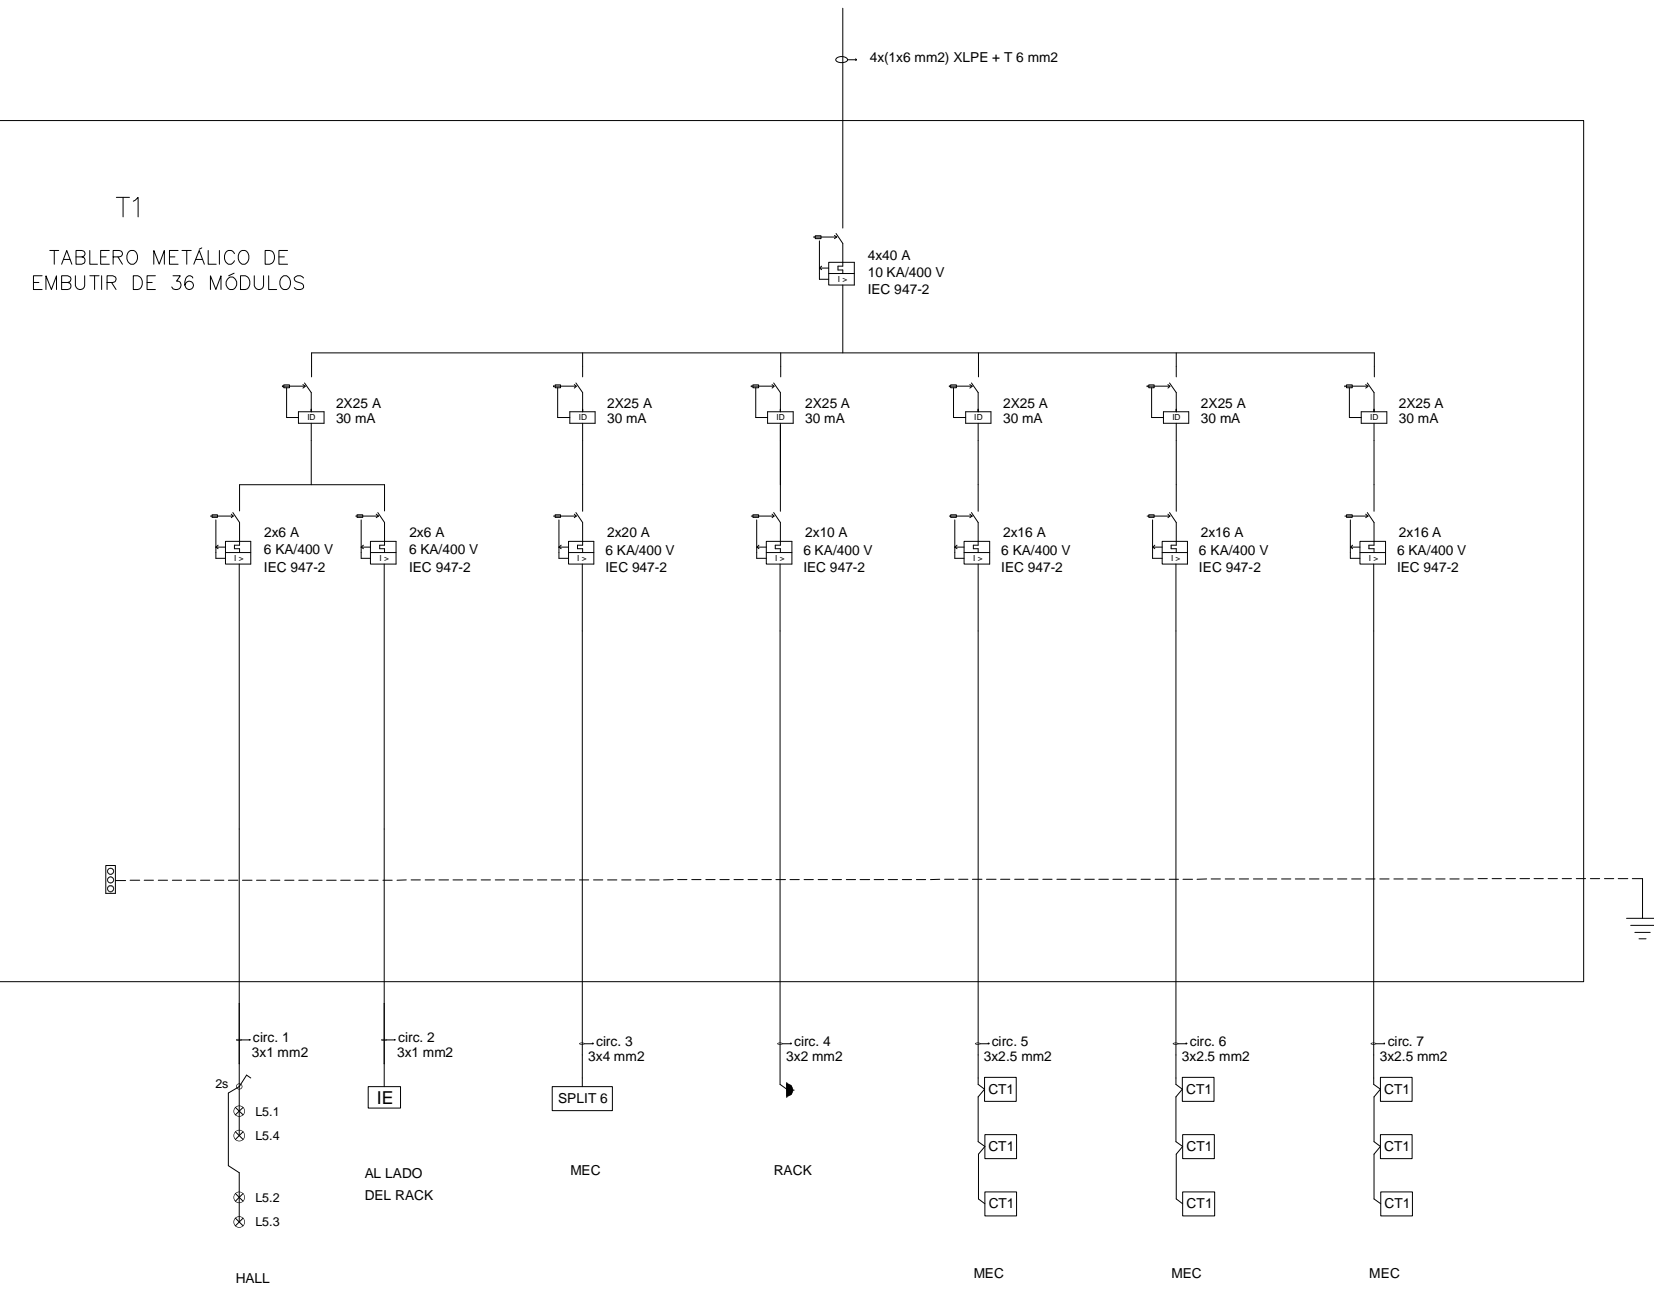 4x(1x6 mm2) XLPE + T 6 mm2
T1
TABLERO METÁLICO DE
EMBUTIR DE 36 MÓDULOS
4x40 A
10 KA/400 V
IEC 947-2
I >
2X25 A
30 mA
ID
2X25 A
30 mA
ID
2X25 A
30 mA
ID
2X25 A
30 mA
ID
2X25 A
30 mA
ID
2X25 A
30 mA
ID
2x6 A
6 KA/400 V
IEC 947-2
I >
2x6 A
6 KA/400 V
IEC 947-2
I >
2x20 A
6 KA/400 V
IEC 947-2
I >
2x10 A
6 KA/400 V
IEC 947-2
I >
2x16 A
6 KA/400 V
IEC 947-2
I >
2x16 A
6 KA/400 V
IEC 947-2
I >
2x16 A
6 KA/400 V
IEC 947-2
I >
circ. 1
3x1 mm2
2s
L5.1
L5.4
L5.2
L5.3
HALL
circ. 2
3x1 mm2
IE
AL LADO
DEL RACK
circ. 3
3x4 mm2
SPLIT 6
MEC
circ. 4
3x2 mm2
RACK
circ. 5
3x2.5 mm2
CT1
CT1
CT1
MEC
circ. 6
3x2.5 mm2
CT1
CT1
CT1
MEC
circ. 7
3x2.5 mm2
CT1
CT1
CT1
MEC